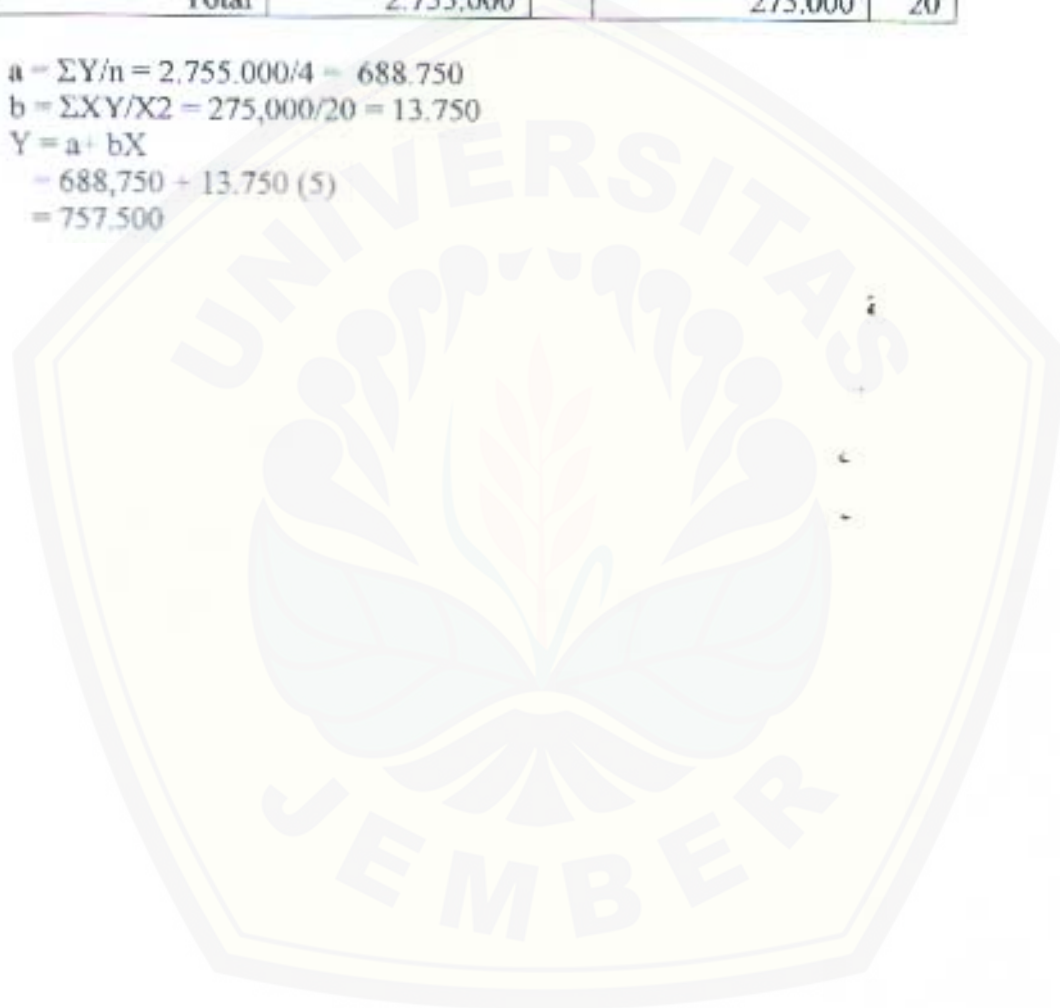 Total 2.755,000 275,000 20
a = ΣY/n = 2,755.000/4 = 688.750
b = ΣXY/X2 = 275,000/20 = 13.750
Y = a+ bX
= 688,750 + 13.750 (5)
= 757.500
UNIVERSITAS
JEMBER